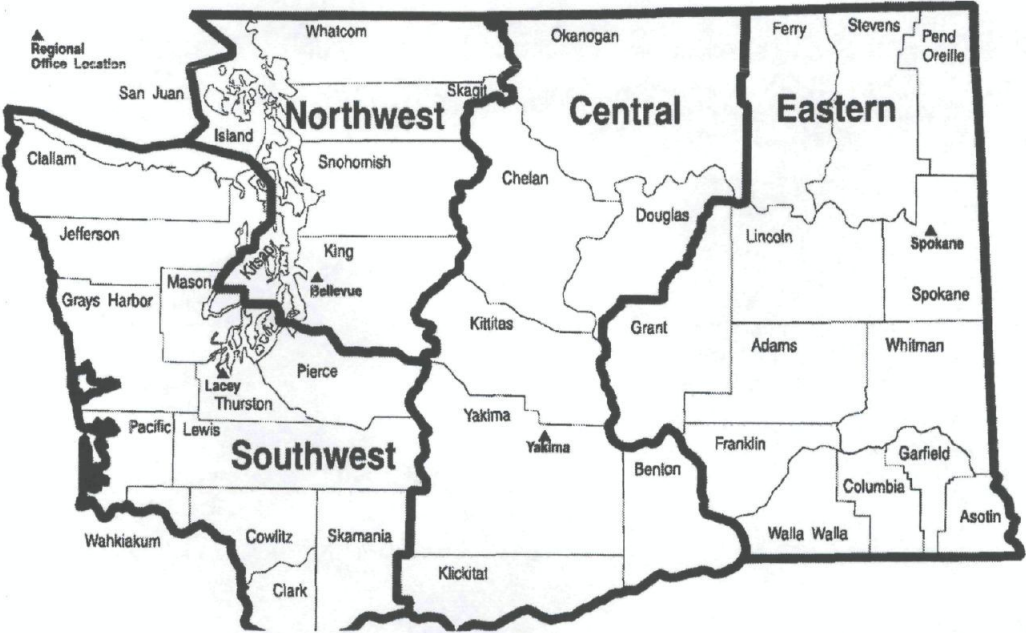 Regional
Office Location
San Juan
Whatcom
Skagit
Northwest
Island
Snohomish
King
Bellevue
Kitsap
Okanogan
Central
Chelan
Douglas
Kittitas
Yakima
Yakima
Benton
Klickitat
Ferry
Stevens
Pend
Oreille
Eastern
Lincoln
Spokane
Spokane
Grant
Adams
Whitman
Franklin
Garfield
Columbia
Walla Walla
Asotin
Clallam
Jefferson
Mason
Grays Harbor
Lacey
Thurston
Pierce
Pacific
Lewis
Southwest
Wahkiakum
Cowlitz
Skamania
Clark